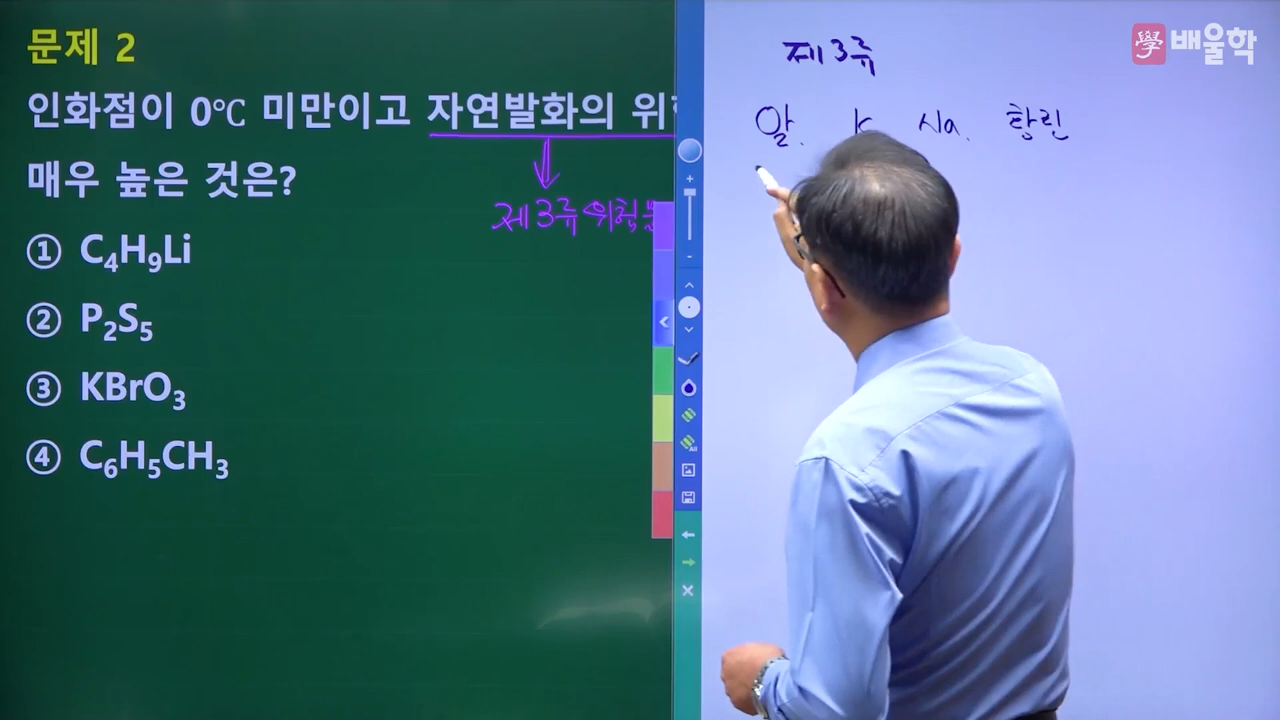 문제 2
인화점이 0℃ 미만이고 자연발화의
매우 높은 것은?
제3류 위험
① C₄H₉Li
② P₂S₅
③ KBrO₃
④ C₆H₅CH₃
제3류
알. K Na. 황린
學 배울학
All